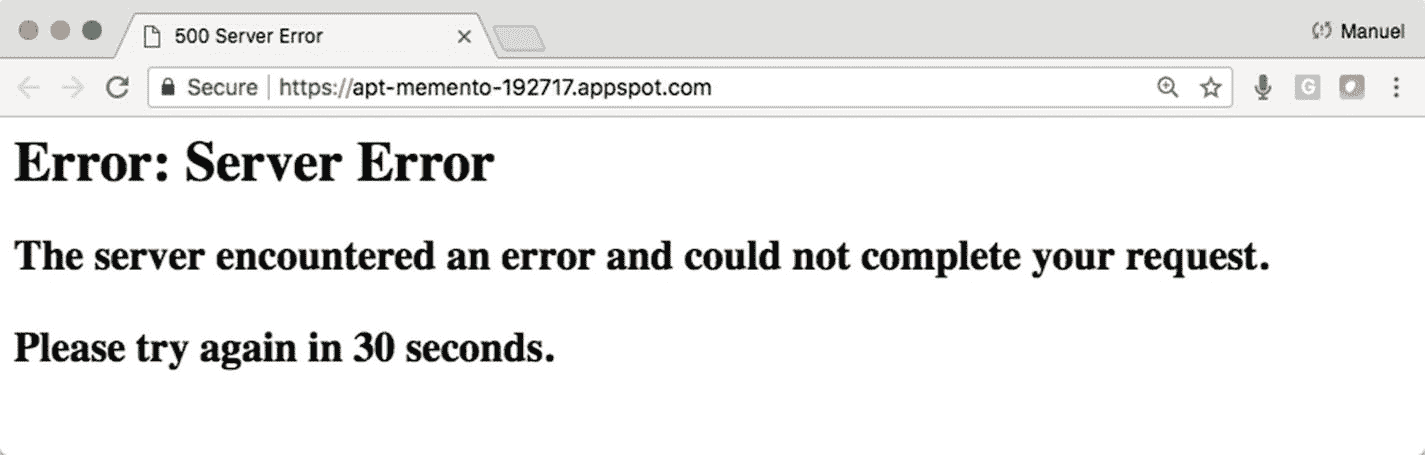 500 Server Error
Manuel
Secure https://apt-memento-192717.appspot.com
G
Error: Server Error
The server encountered an error and could not complete your request.
Please try again in 30 seconds.